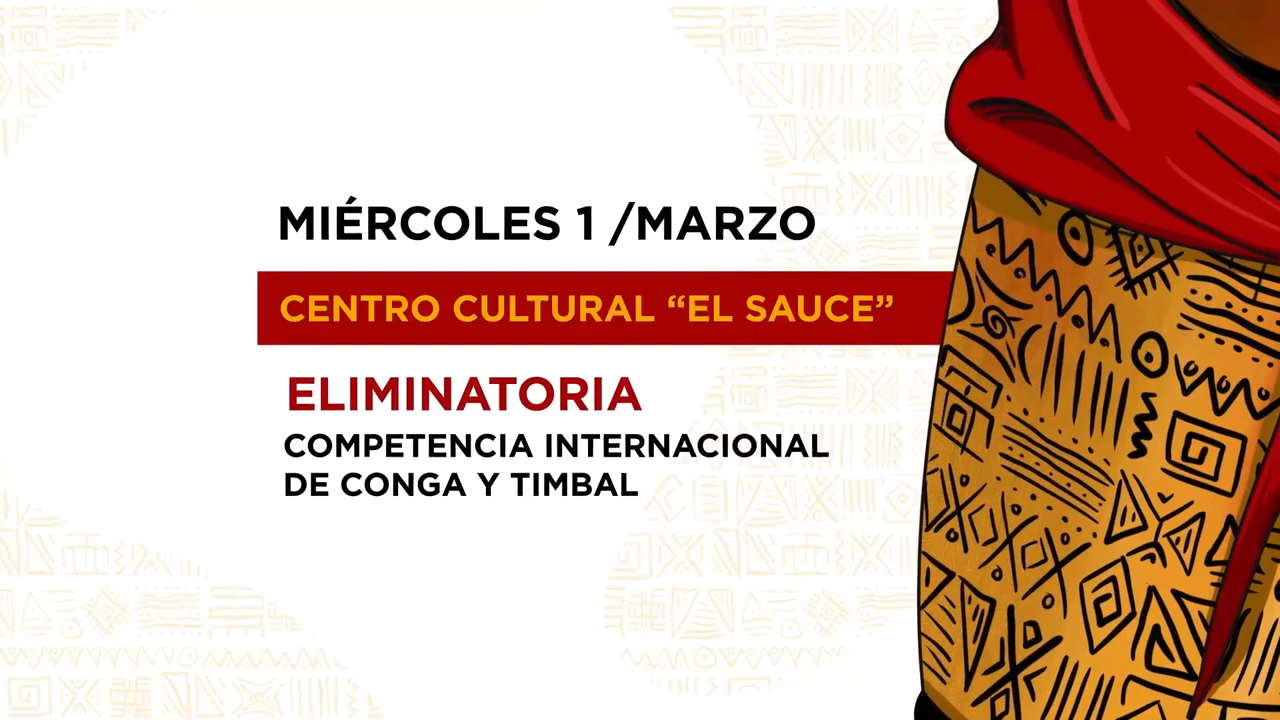 MIÉRCOLES 1 /MARZO
CENTRO CULTURAL “EL SAUCE”
ELIMINATORIA
COMPETENCIA INTERNACIONAL
DE CONGA Y TIMBAL